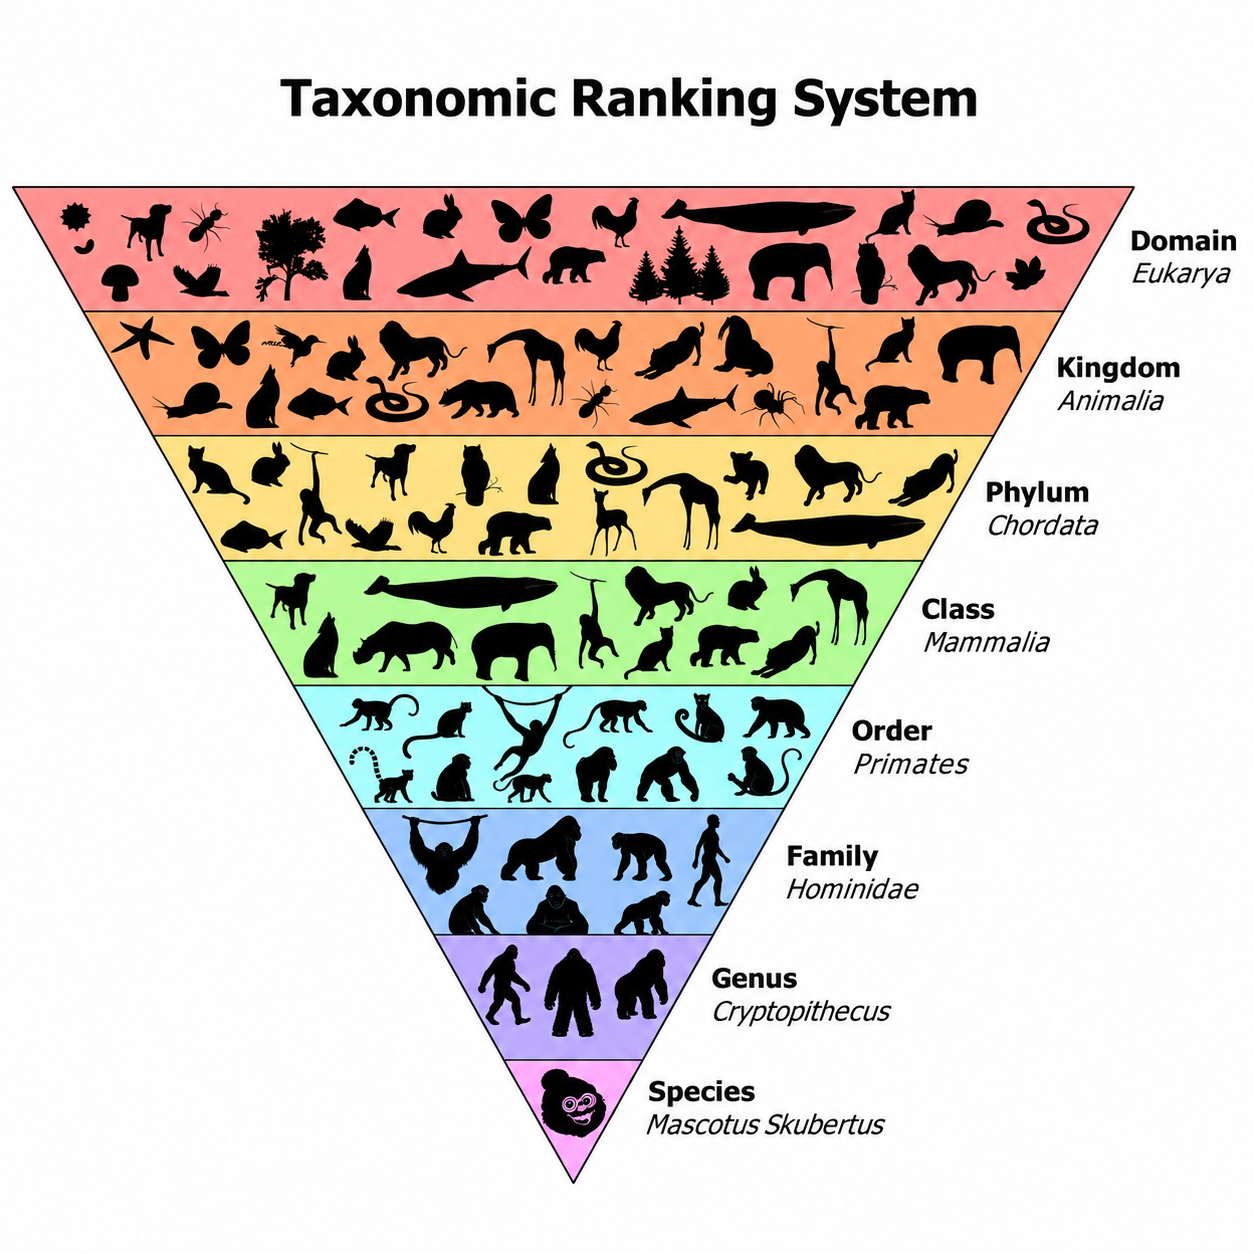 Taxonomic Ranking System
Domain
Eukarya
Kingdom
Animalia
Phylum
Chordata
Class
Mammalia
Order
Primates
Family
Hominidae
Genus
Cryptopithecus
Species
Mascotus Skubertus